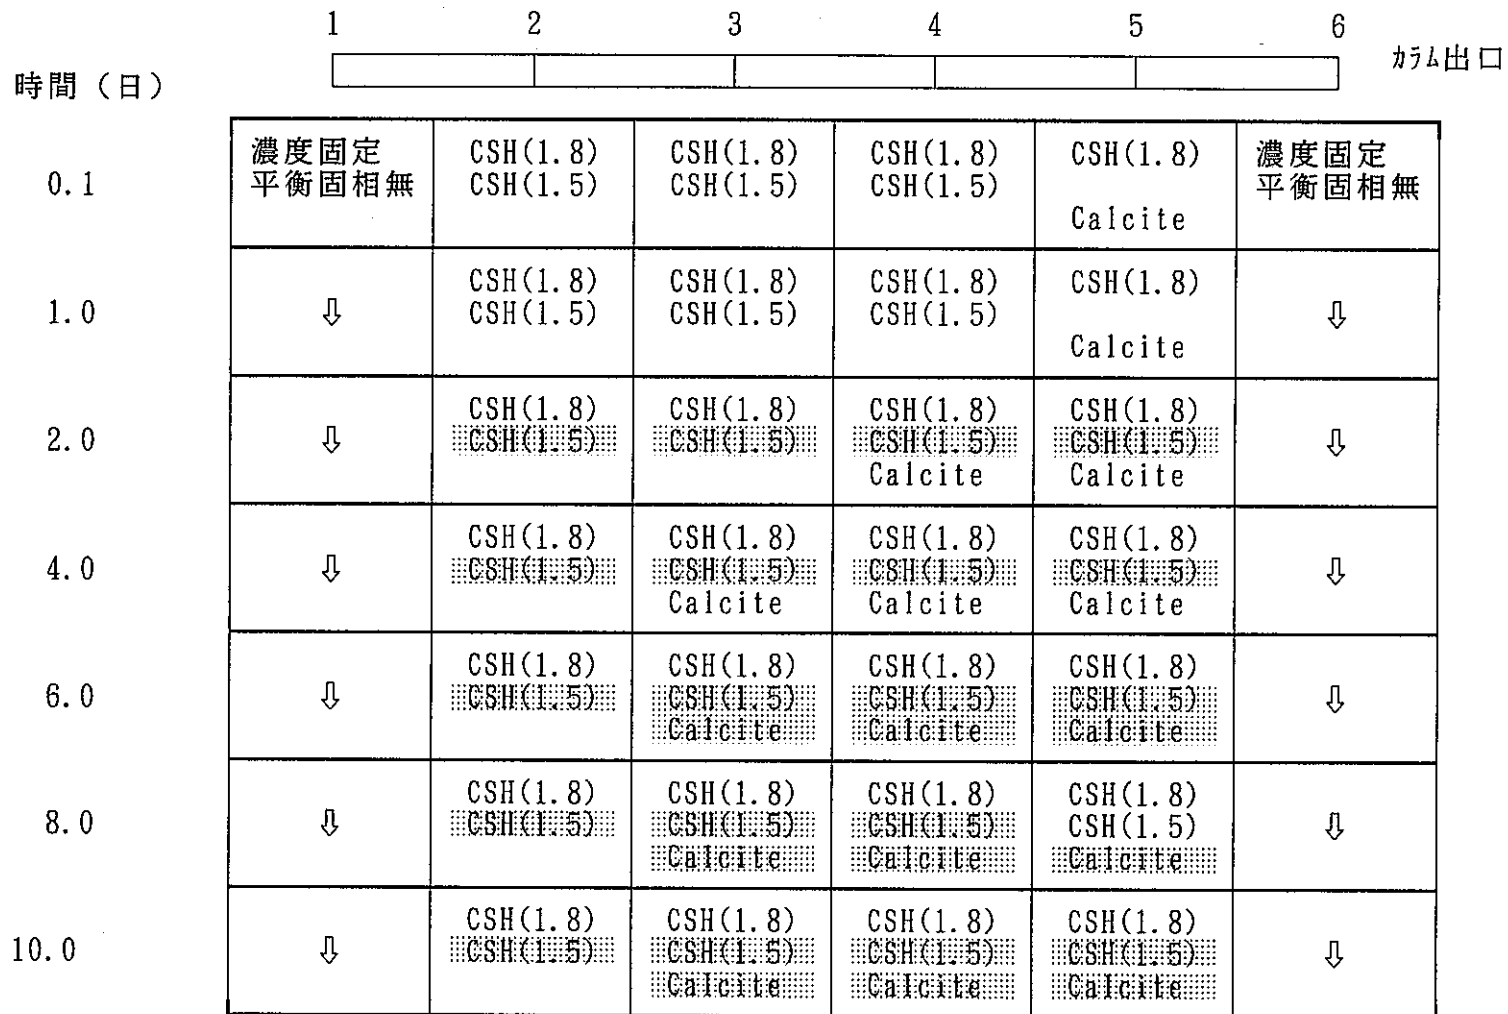 1 2 3 4 5 6
カラム出口
時間（日）
0.1
濃度固定 CSH(1.8) CSH(1.8) CSH(1.8) CSH(1.8) 濃度固定
平衡固相無 CSH(1.5) CSH(1.5) CSH(1.5) 平衡固相無
Calcite
1.0
CSH(1.8) CSH(1.8) CSH(1.8) CSH(1.8)
⇩ CSH(1.5) CSH(1.5) CSH(1.5) ⇩
Calcite
2.0
CSH(1.8) CSH(1.8) CSH(1.8) CSH(1.8)
⇩ CSH(1.5) CSH(1.5) CSH(1.5) CSH(1.5) ⇩
Calcite Calcite
4.0
CSH(1.8) CSH(1.8) CSH(1.8) CSH(1.8)
⇩ CSH(1.5) CSH(1.5) CSH(1.5) CSH(1.5) ⇩
Calcite Calcite Calcite
6.0
CSH(1.8) CSH(1.8) CSH(1.8) CSH(1.8)
⇩ CSH(1.5) CSH(1.5) CSH(1.5) CSH(1.5) ⇩
Calcite Calcite Calcite
8.0
CSH(1.8) CSH(1.8) CSH(1.8) CSH(1.8)
⇩ CSH(1.5) CSH(1.5) CSH(1.5) CSH(1.5) ⇩
Calcite Calcite Calcite
10.0
CSH(1.8) CSH(1.8) CSH(1.8) CSH(1.8)
⇩ CSH(1.5) CSH(1.5) CSH(1.5) CSH(1.5) ⇩
Calcite Calcite Calcite